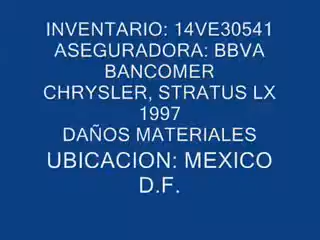 INVENTARIO: 14VE30541
ASEGURADORA: BBVA
BANCOMER
CHRYSLER, STRATUS LX
1997
DAÑOS MATERIALES
UBICACION: MEXICO
D.F.